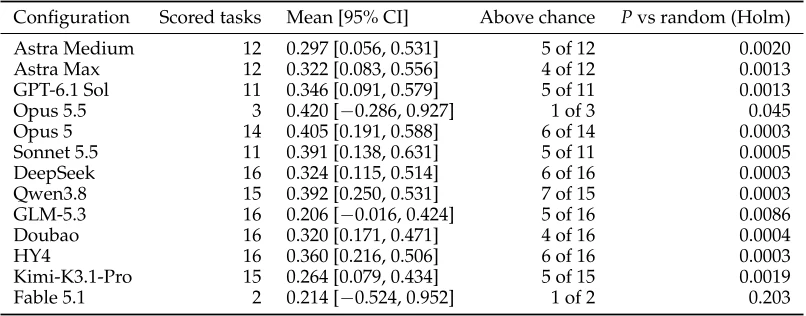 Configuration Scored tasks Mean [95% CI] Above chance P vs random (Holm)
Astra Medium 12 0.297 [0.056, 0.531] 5 of 12 0.0020
Astra Max 12 0.322 [0.083, 0.556] 4 of 12 0.0013
GPT-6.1 Sol 11 0.346 [0.091, 0.579] 5 of 11 0.0013
Opus 5.5 3 0.420 [−0.286, 0.927] 1 of 3 0.045
Opus 5 14 0.405 [0.191, 0.588] 6 of 14 0.0003
Sonnet 5.5 11 0.391 [0.138, 0.631] 5 of 11 0.0005
DeepSeek 16 0.324 [0.115, 0.514] 6 of 16 0.0003
Qwen3.8 15 0.392 [0.250, 0.531] 7 of 15 0.0003
GLM-5.3 16 0.206 [−0.016, 0.424] 5 of 16 0.0086
Doubao 16 0.320 [0.171, 0.471] 4 of 16 0.0004
HY4 16 0.360 [0.216, 0.506] 6 of 16 0.0003
Kimi-K3.1-Pro 15 0.264 [0.079, 0.434] 5 of 15 0.0019
Fable 5.1 2 0.214 [−0.524, 0.952] 1 of 2 0.203